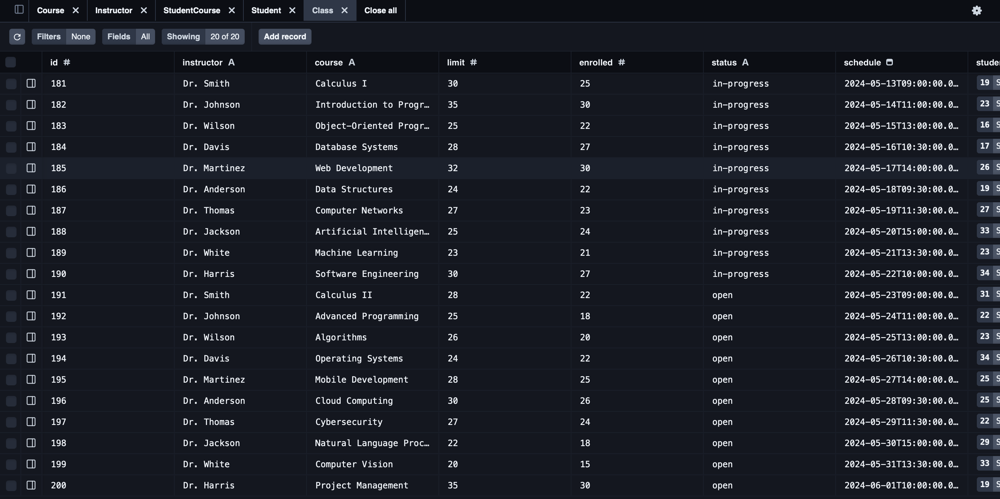 Course Instructor StudentCourse Student Class Close all
Filters None Fields All Showing 20 of 20 Add record
id # instructor A course A limit # enrolled # status A schedule
181 Dr. Smith Calculus I 30 25 in-progress 2024-05-13T09:00:00.0… 19 S
182 Dr. Johnson Introduction to Progr… 35 30 in-progress 2024-05-14T11:00:00.0… 23 S
183 Dr. Wilson Object-Oriented Progr… 25 22 in-progress 2024-05-15T13:00:00.0… 16 S
184 Dr. Davis Database Systems 28 27 in-progress 2024-05-16T10:30:00.0… 17 S
185 Dr. Martinez Web Development 32 30 in-progress 2024-05-17T14:00:00.0… 26 S
186 Dr. Anderson Data Structures 24 22 in-progress 2024-05-18T09:30:00.0… 19 S
187 Dr. Thomas Computer Networks 27 23 in-progress 2024-05-19T11:30:00.0… 27 S
188 Dr. Jackson Artificial Intelligen… 25 24 in-progress 2024-05-20T15:00:00.0… 33 S
189 Dr. White Machine Learning 23 21 in-progress 2024-05-21T13:30:00.0… 23 S
190 Dr. Harris Software Engineering 30 27 in-progress 2024-05-22T10:00:00.0… 34 S
191 Dr. Smith Calculus II 28 22 open 2024-05-23T09:00:00.0… 31 S
192 Dr. Johnson Advanced Programming 25 18 open 2024-05-24T11:00:00.0… 22 S
193 Dr. Wilson Algorithms 26 20 open 2024-05-25T13:00:00.0… 23 S
194 Dr. Davis Operating Systems 24 22 open 2024-05-26T10:30:00.0… 34 S
195 Dr. Martinez Mobile Development 28 25 open 2024-05-27T14:00:00.0… 25 S
196 Dr. Anderson Cloud Computing 30 26 open 2024-05-28T09:30:00.0… 25 S
197 Dr. Thomas Cybersecurity 27 24 open 2024-05-29T11:30:00.0… 22 S
198 Dr. Jackson Natural Language Proc… 22 18 open 2024-05-30T15:00:00.0… 29 S
199 Dr. White Computer Vision 20 15 open 2024-05-31T13:30:00.0… 33 S
200 Dr. Harris Project Management 35 30 open 2024-06-01T10:00:00.0… 19 S